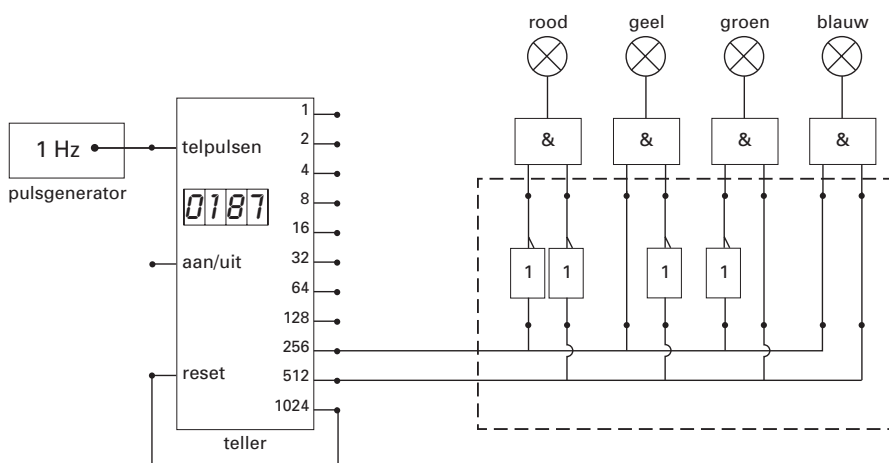 rood geel groen blauw
& & & &
1 Hz
pulsgenerator
telpulsen
0187
aan/uit
reset
1
2
4
8
16
32
64
128
256
512
1024
teller
1 1 1 1